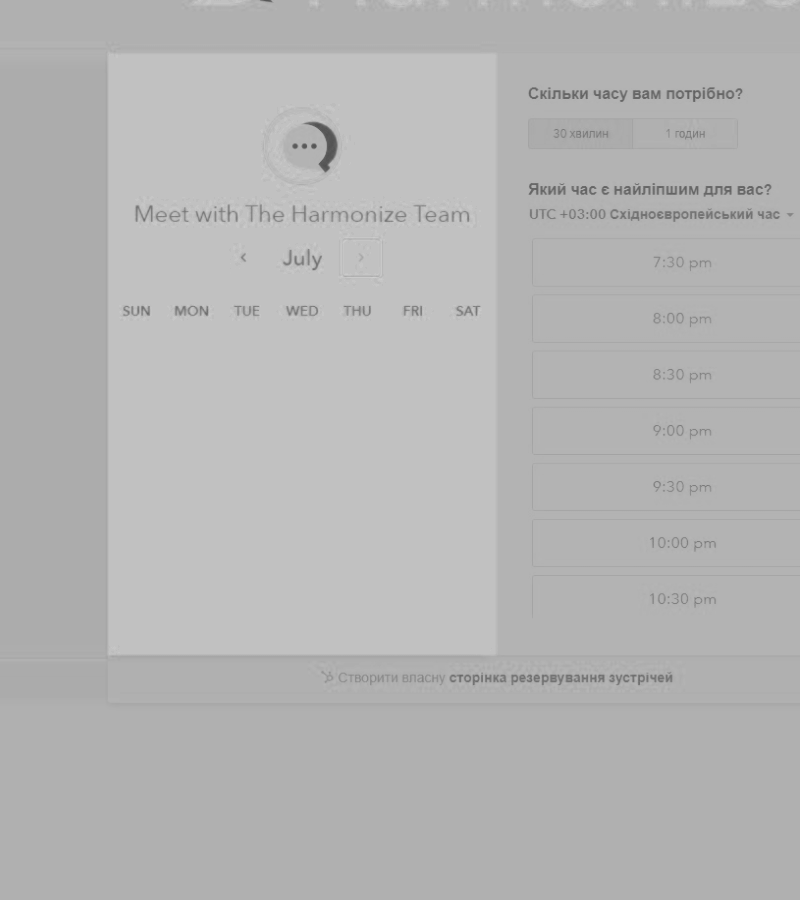 Meet with The Harmonize Team
July
SUN MON TUE WED THU FRI SAT
Скільки часу вам потрібно?
30 хвилин 1 годин
Який час є найліпшим для вас?
UTC +03:00 Східноєвропейський час
7:30 pm
8:00 pm
8:30 pm
9:00 pm
9:30 pm
10:00 pm
10:30 pm
Створити власну сторінка резервування зустрічей